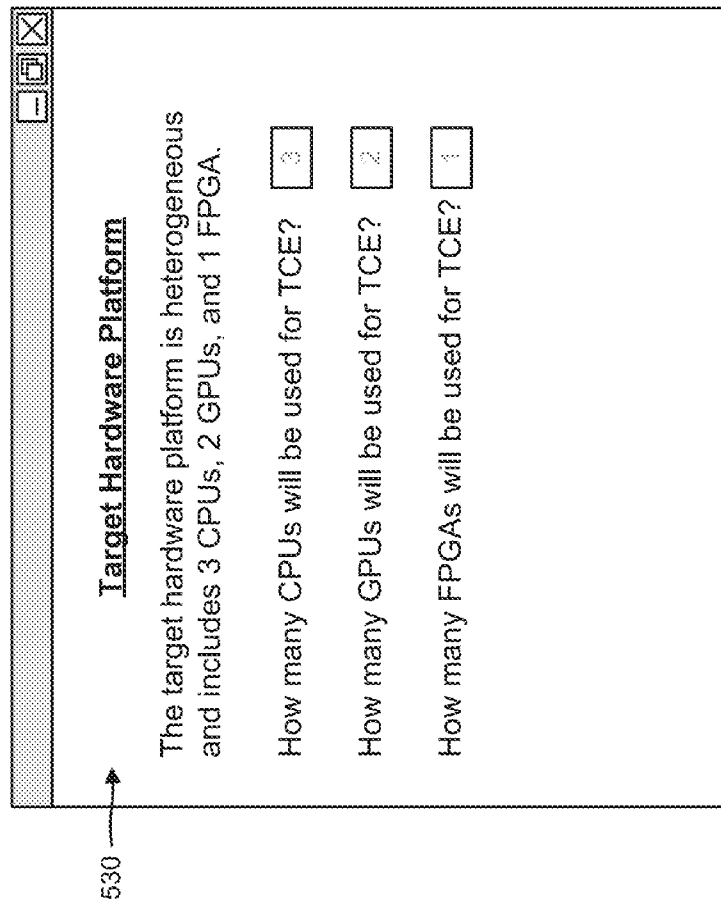 Target Hardware Platform
The target hardware platform is heterogeneous
and includes 3 CPUs, 2 GPUs, and 1 FPGA.
How many CPUs will be used for TCE? 3
How many GPUs will be used for TCE? 2
How many FPGAs will be used for TCE? 1
530